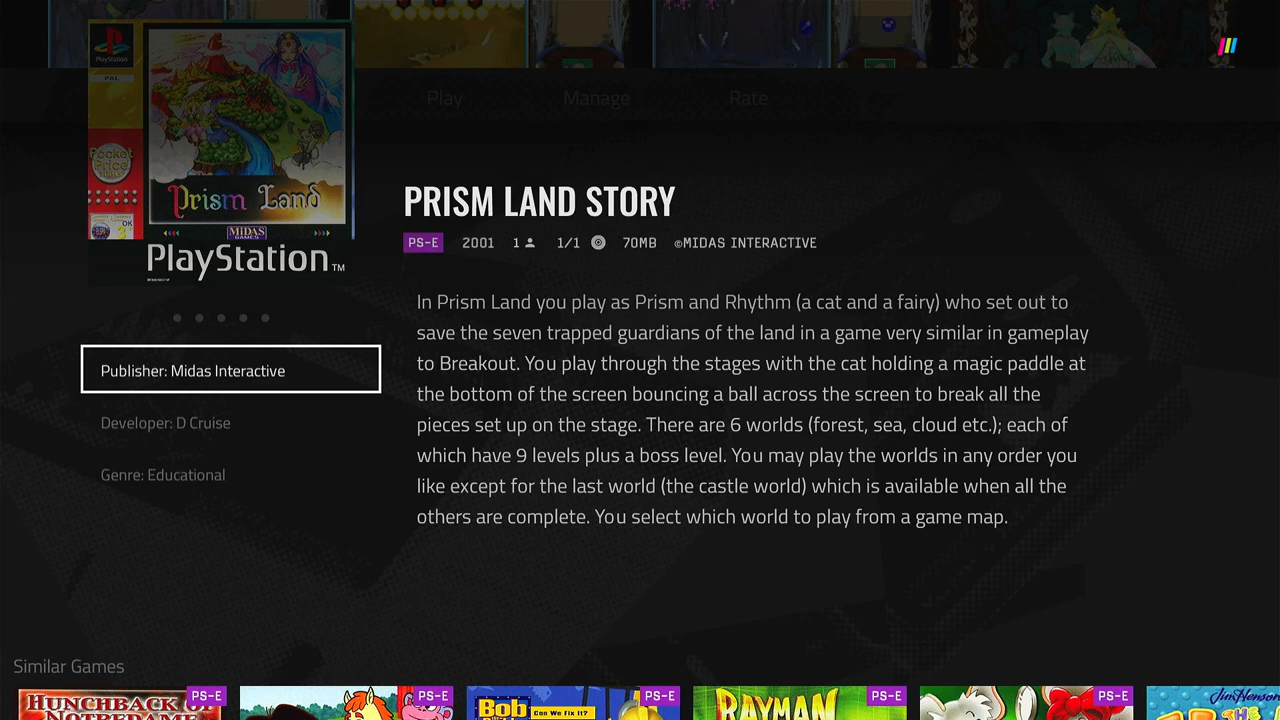 PlayStation
PAL
Play
Manage
Rate
Pocket
Price
Prism Land
MIDAS
GAMES
OK
3+
PlayStation™
PRISM LAND STORY
PS-E 2001 1 1/1 70MB ©MIDAS INTERACTIVE
In Prism Land you play as Prism and Rhythm (a cat and a fairy) who set out to
save the seven trapped guardians of the land in a game very similar in gameplay
to Breakout. You play through the stages with the cat holding a magic paddle at
the bottom of the screen bouncing a ball across the screen to break all the
pieces set up on the stage. There are 6 worlds (forest, sea, cloud etc.); each of
which have 9 levels plus a boss level. You may play the worlds in any order you
like except for the last world (the castle world) which is available when all the
others are complete. You select which world to play from a game map.
Publisher: Midas Interactive
Developer: D Cruise
Genre: Educational
Similar Games
PS-E
PS-E
PS-E
PS-E
PS-E
HUNCHBACK OF
NOTREDAME
Bob
Can We Fix It?
RAYMAN
Jim Henson
THE